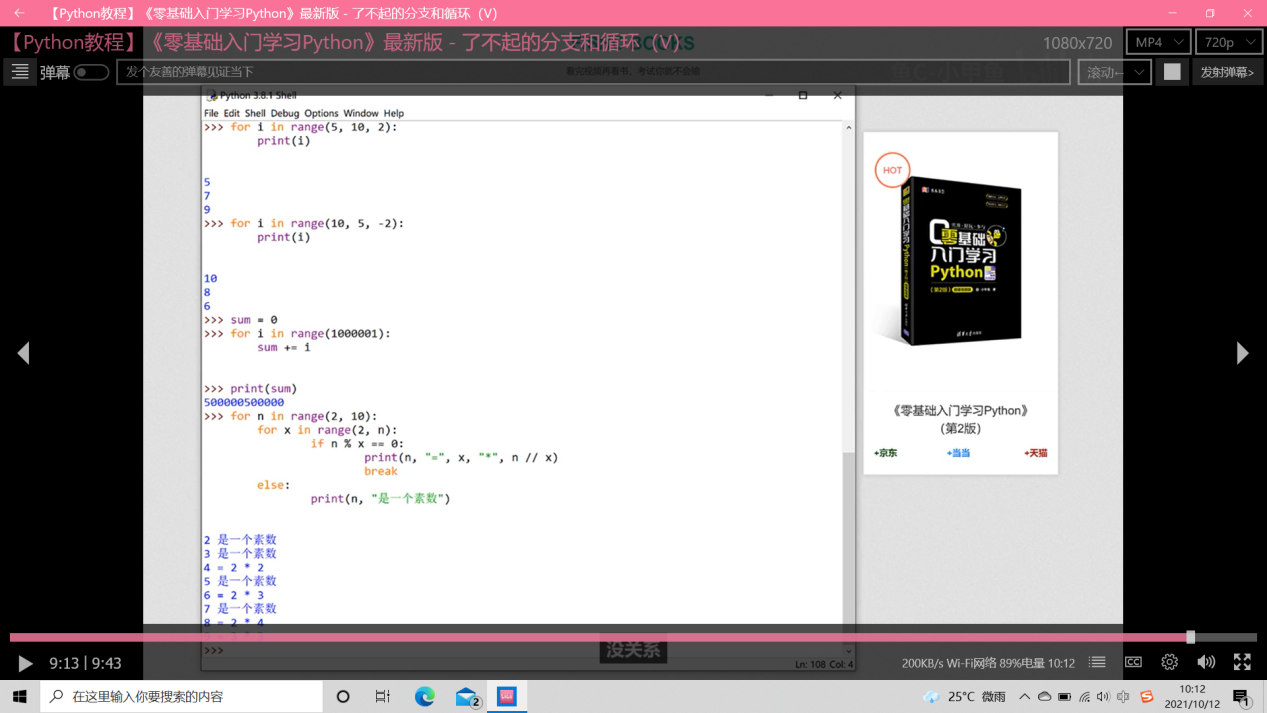 【Python教程】《零基础入门学习Python》最新版 - 了不起的分支和循环（V）
【Python教程】《零基础入门学习Python》最新版 - 了不起的分支和循环（V）
1080x720
MP4
720p
弹幕
发个友善的弹幕见证当下
滚动←
发射弹幕>
Python 3.8.1 Shell
File Edit Shell Debug Options Window Help
>>> for i in range(5, 10, 2):
print(i)
5
7
9
>>> for i in range(10, 5, -2):
print(i)
10
8
6
>>> sum = 0
>>> for i in range(1000001):
sum += i
>>> print(sum)
500000500000
>>> for n in range(2, 10):
for x in range(2, n):
if n % x == 0:
print(n, "=", x, "*", n // x)
break
else:
print(n, "是一个素数")
2 是一个素数
3 是一个素数
4 = 2 * 2
5 是一个素数
6 = 2 * 3
7 是一个素数
8 = 2 * 4
>>>
Ln: 108 Col: 4
HOT
零基础
入门学习
Python
《零基础入门学习Python》
(第2版)
+京东
+当当
+天猫
没关系
9:13 | 9:43
200KB/s Wi-Fi网络 89%电量 10:12
CC
在这里输入你要搜索的内容
2
25°C 微雨
10:12
2021/10/12
1